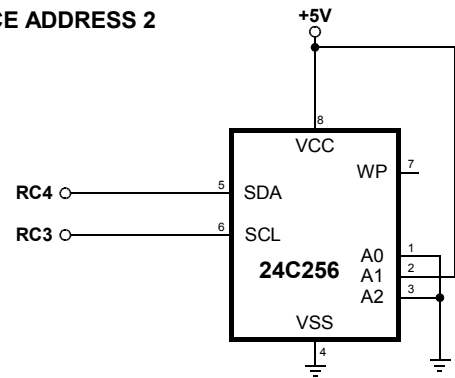 CE ADDRESS 2
+5V
8
VCC
WP 7
RC4 5 SDA
RC3 6 SCL
24C256
A0 1
A1 2
A2 3
VSS
4